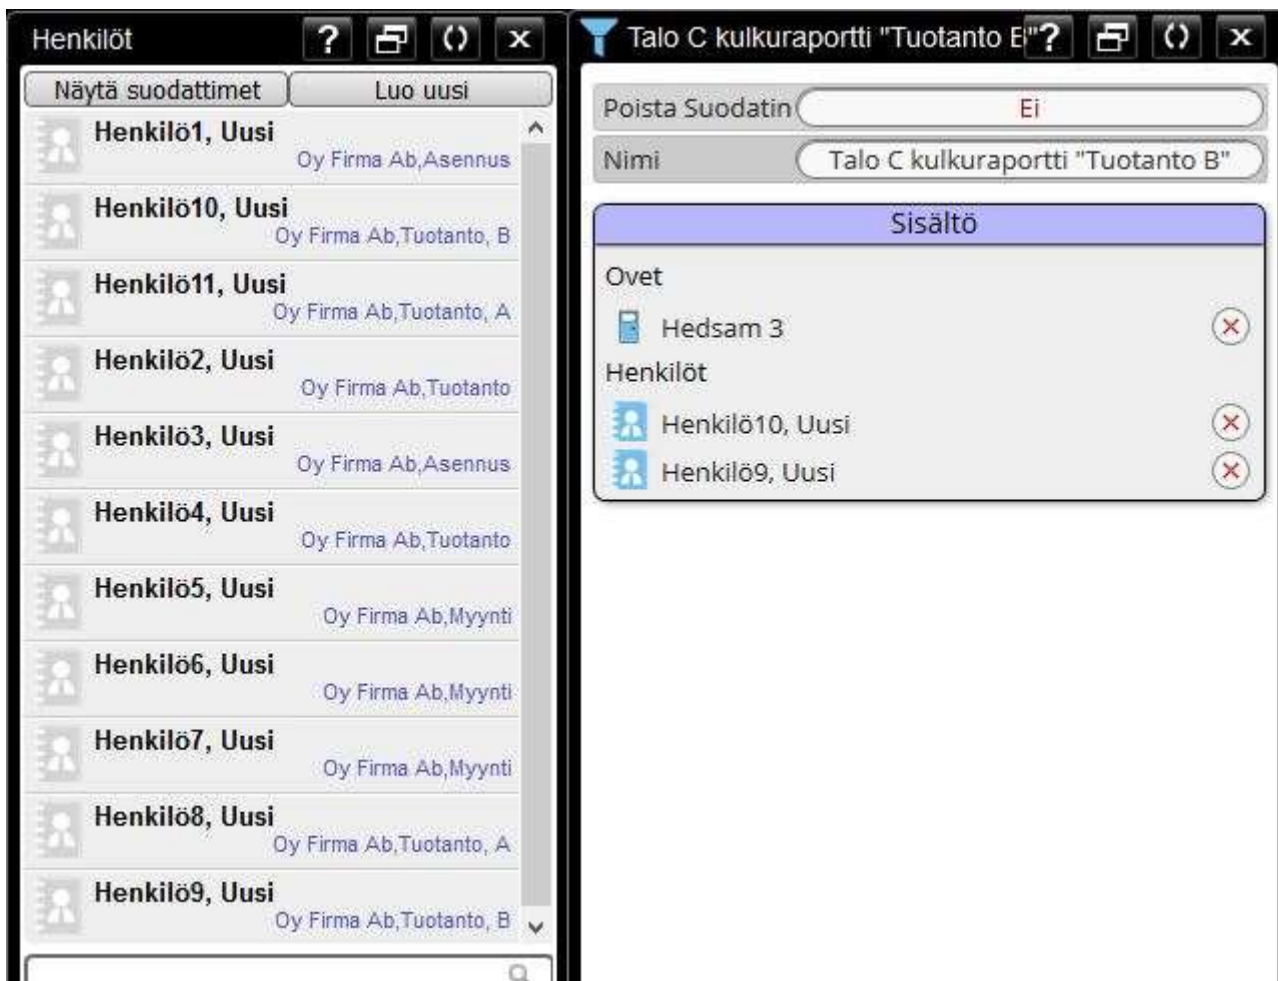 Henkilöt
Näytä suodattimet
Luo uusi
Henkilö1, Uusi
Oy Firma Ab,Asennus
Henkilö10, Uusi
Oy Firma Ab,Tuotanto, B
Henkilö11, Uusi
Oy Firma Ab,Tuotanto, A
Henkilö2, Uusi
Oy Firma Ab,Tuotanto
Henkilö3, Uusi
Oy Firma Ab,Asennus
Henkilö4, Uusi
Oy Firma Ab,Tuotanto
Henkilö5, Uusi
Oy Firma Ab,Myynti
Henkilö6, Uusi
Oy Firma Ab,Myynti
Henkilö7, Uusi
Oy Firma Ab,Myynti
Henkilö8, Uusi
Oy Firma Ab,Tuotanto, A
Henkilö9, Uusi
Oy Firma Ab,Tuotanto, B
Talo C kulkuraportti "Tuotanto B"
Poista Suodatin
Ei
Nimi
Talo C kulkuraportti "Tuotanto B"
Sisältö
Ovet
Hedsam 3
Henkilöt
Henkilö10, Uusi
Henkilö9, Uusi